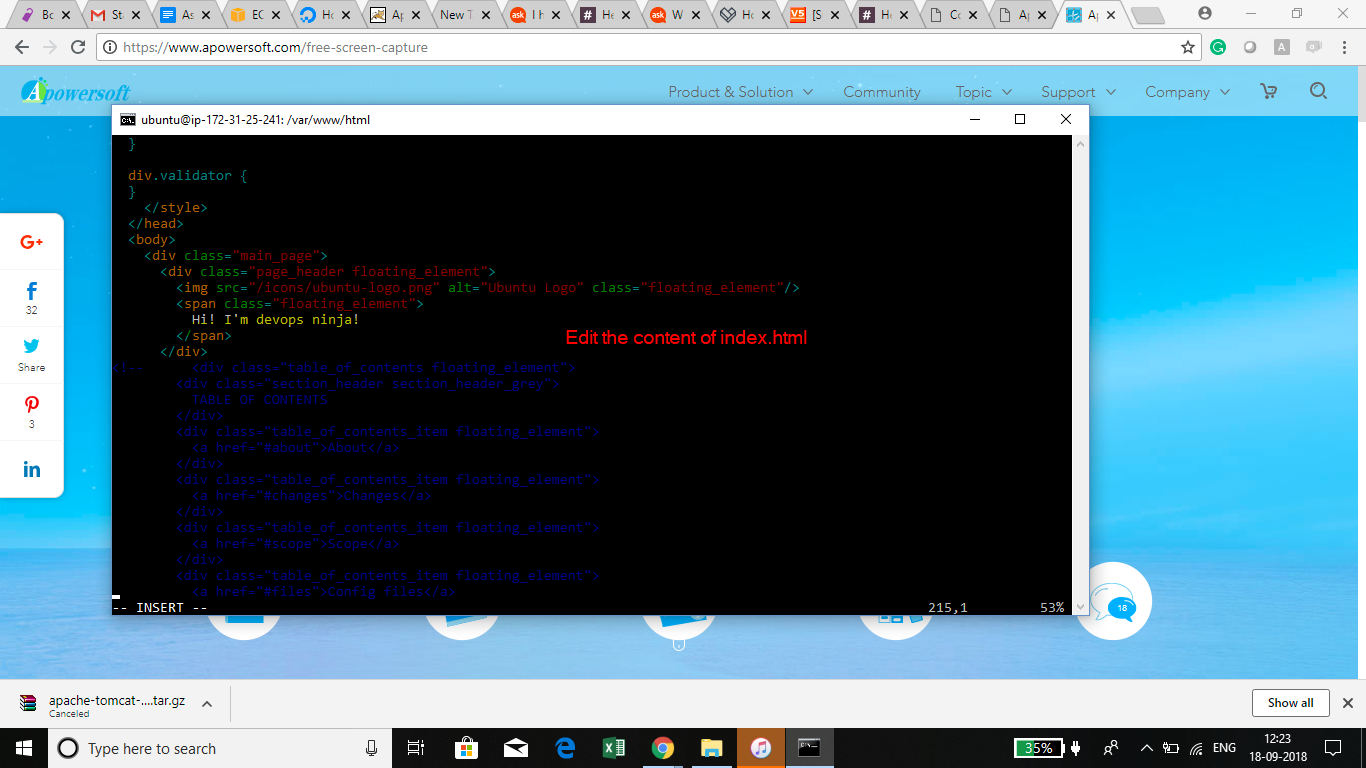 Bo
St
As
EC
Ho
Ap
New T
I h
He
W
Ho
[S
He
Co
Ap
Ap
https://www.apowersoft.com/free-screen-capture
Apowersoft
Product & Solution
Community
Topic
Support
Company
ubuntu@ip-172-31-25-241: /var/www/html
}
div.validator {
}
</style>
</head>
<body>
<div class="main_page">
<div class="page_header floating_element">
<img src="/icons/ubuntu-logo.png" alt="Ubuntu Logo" class="floating_element"/>
<span class="floating_element">
Hi! I'm devops ninja!
</span>
</div>
Edit the content of index.html
<!-- <div class="table_of_contents floating_element">
<div class="section_header section_header_grey">
TABLE OF CONTENTS
</div>
<div class="table_of_contents_item floating_element">
<a href="#about">About</a>
</div>
<div class="table_of_contents_item floating_element">
<a href="#changes">Changes</a>
</div>
<div class="table_of_contents_item floating_element">
<a href="#scope">Scope</a>
</div>
<div class="table_of_contents_item floating_element">
<a href="#files">Config files</a>
-- INSERT -- 215,1 53%
G+
32
Share
3
in
18
apache-tomcat-....tar.gz
Canceled
Show all
Type here to search
35%
ENG
12:23
18-09-2018